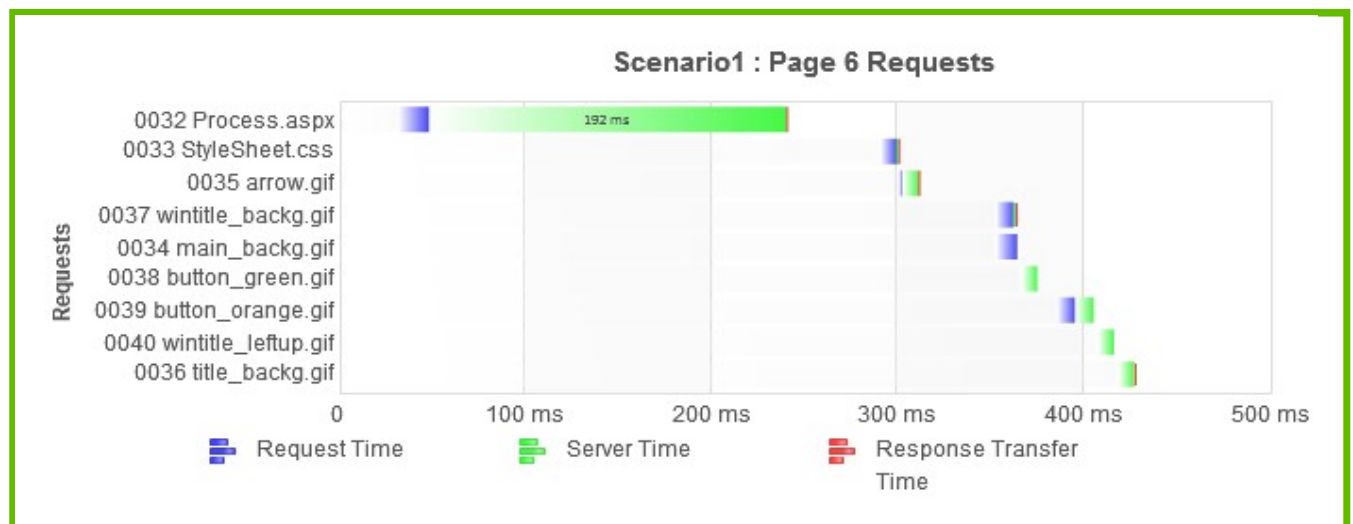 Scenario1 : Page 6 Requests
0032 Process.aspx
192 ms
0033 StyleSheet.css
0035 arrow.gif
0037 wintitle_backg.gif
0034 main_backg.gif
0038 button_green.gif
0039 button_orange.gif
0040 wintitle_leftup.gif
0036 title_backg.gif
Requests
0 100 ms 200 ms 300 ms 400 ms 500 ms
Request Time Server Time Response Transfer
Time